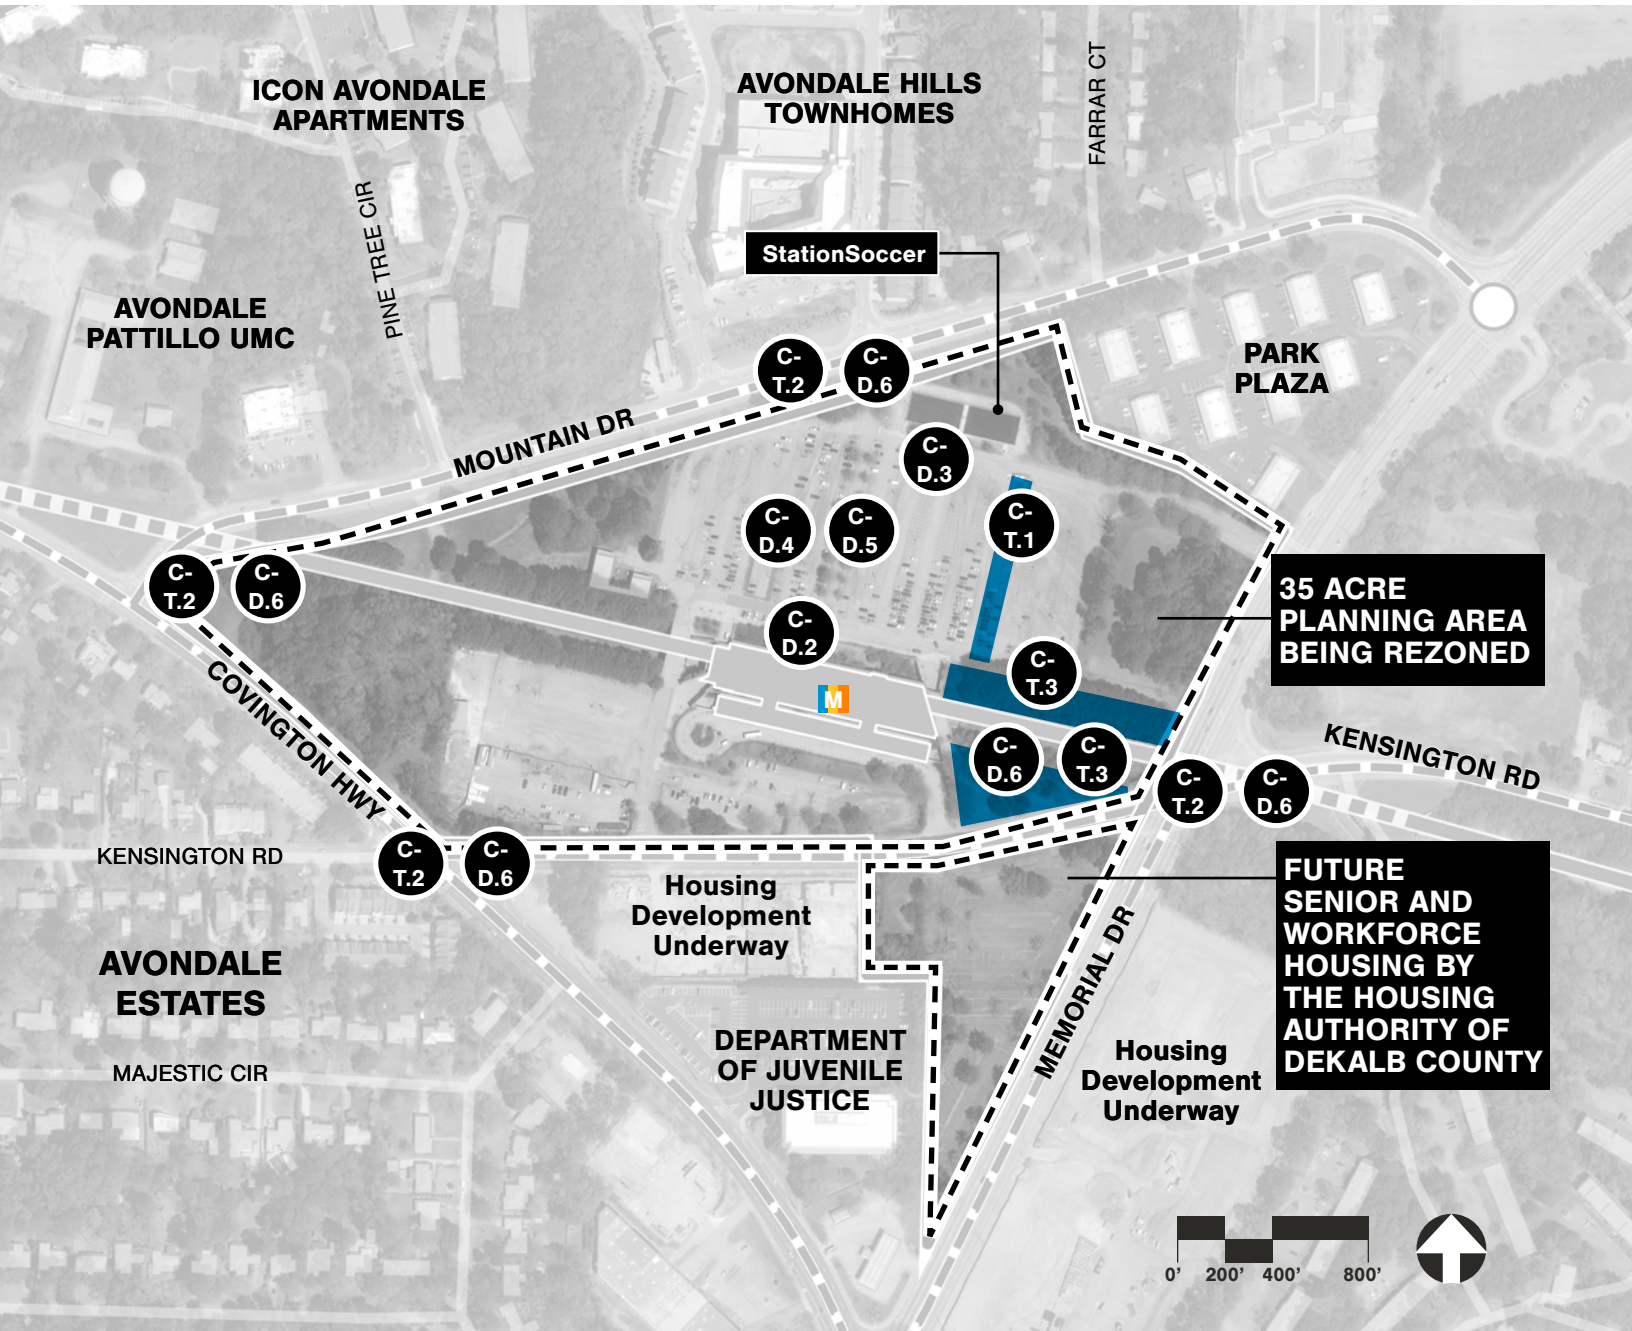 ICON AVONDALE
APARTMENTS
AVONDALE HILLS
TOWNHOMES
FARRAR CT
PINE TREE CIR
StationSoccer
AVONDALE
PATTILLO UMC
PARK
PLAZA
C-
T.2
C-
D.6
MOUNTAIN DR
C-
D.3
C-
D.4
C-
D.5
C-
T.1
C-
T.2
C-
D.6
35 ACRE
PLANNING AREA
BEING REZONED
C-
D.2
C-
T.3
M
COVINGTON HWY
C-
D.6
C-
T.3
C-
T.2
C-
D.6
KENSINGTON RD
KENSINGTON RD
C-
T.2
C-
D.6
Housing
Development
Underway
FUTURE
SENIOR AND
WORKFORCE
HOUSING BY
THE HOUSING
AUTHORITY OF
DEKALB COUNTY
AVONDALE
ESTATES
MEMORIAL DR
MAJESTIC CIR
DEPARTMENT
OF JUVENILE
JUSTICE
Housing
Development
Underway
0' 200' 400' 800'